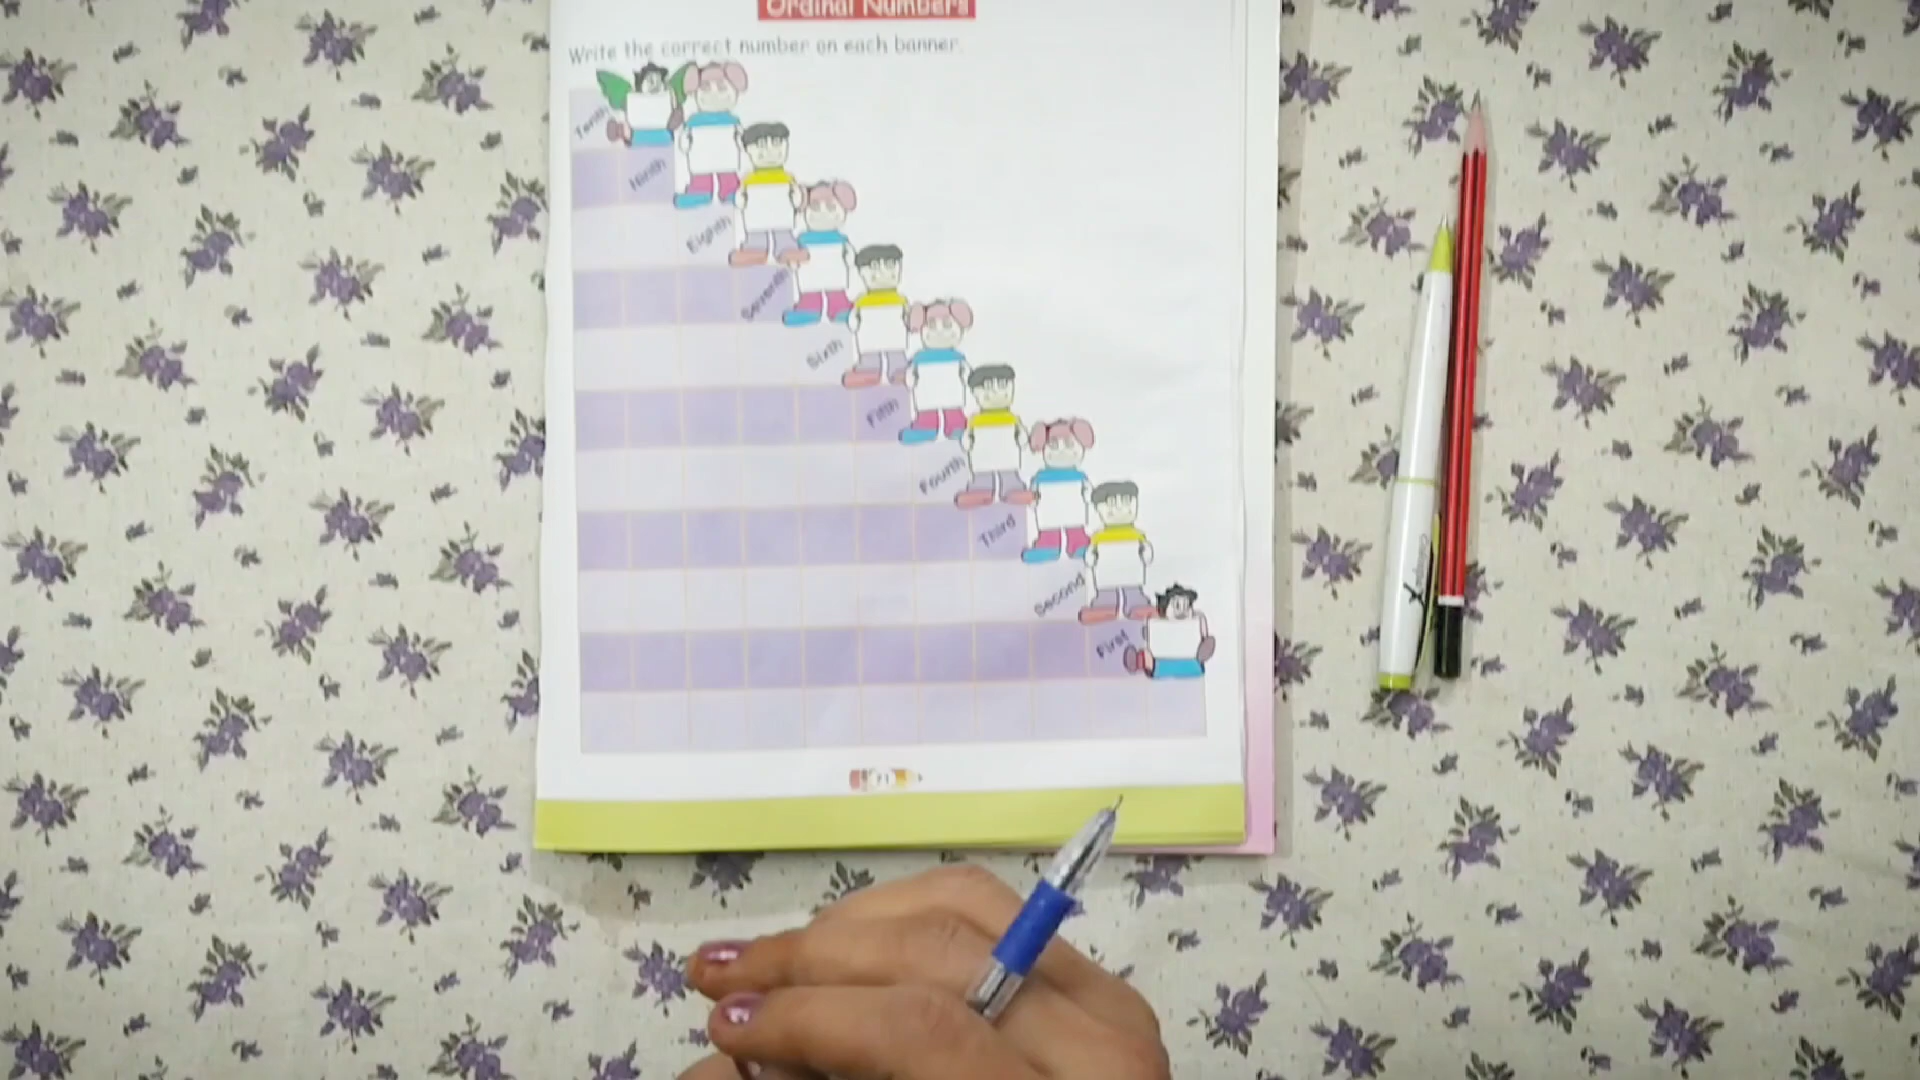 Ordinal Numbers
Write the correct number on each banner.
Tenth
Ninth
Eighth
Seventh
Sixth
Fifth
Fourth
Third
Second
First
71